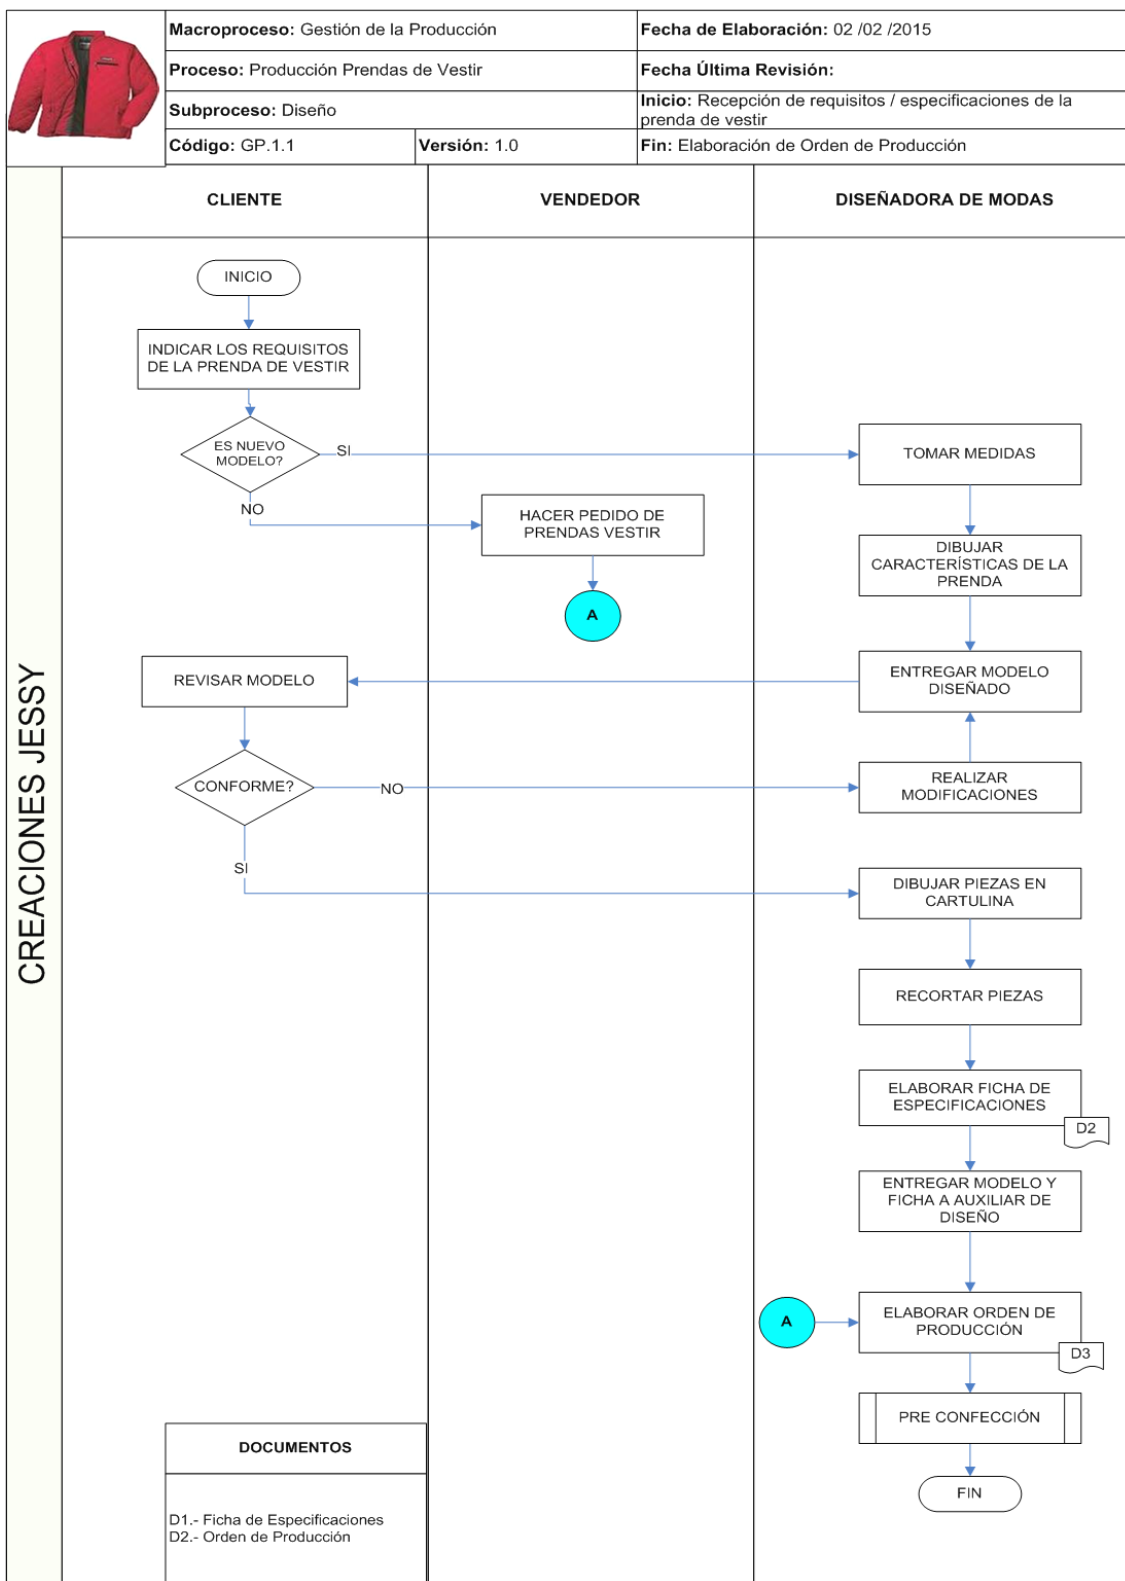 Macroproceso: Gestión de la Producción
Fecha de Elaboración: 02 /02 /2015
Proceso: Producción Prendas de Vestir
Fecha Última Revisión:
Subproceso: Diseño
Inicio: Recepción de requisitos / especificaciones de la
prenda de vestir
Código: GP.1.1
Versión: 1.0
Fin: Elaboración de Orden de Producción
CREACIONES JESSY
CLIENTE
VENDEDOR
DISEÑADORA DE MODAS
INICIO
INDICAR LOS REQUISITOS
DE LA PRENDA DE VESTIR
ES NUEVO
MODELO?
SI
TOMAR MEDIDAS
NO
HACER PEDIDO DE
PRENDAS VESTIR
DIBUJAR
CARACTERÍSTICAS DE LA
PRENDA
A
REVISAR MODELO
ENTREGAR MODELO
DISEÑADO
CONFORME?
NO
REALIZAR
MODIFICACIONES
SI
DIBUJAR PIEZAS EN
CARTULINA
RECORTAR PIEZAS
ELABORAR FICHA DE
ESPECIFICACIONES
D2
ENTREGAR MODELO Y
FICHA A AUXILIAR DE
DISEÑO
A
ELABORAR ORDEN DE
PRODUCCIÓN
D3
PRE CONFECCIÓN
FIN
DOCUMENTOS
D1.- Ficha de Especificaciones
D2.- Orden de Producción